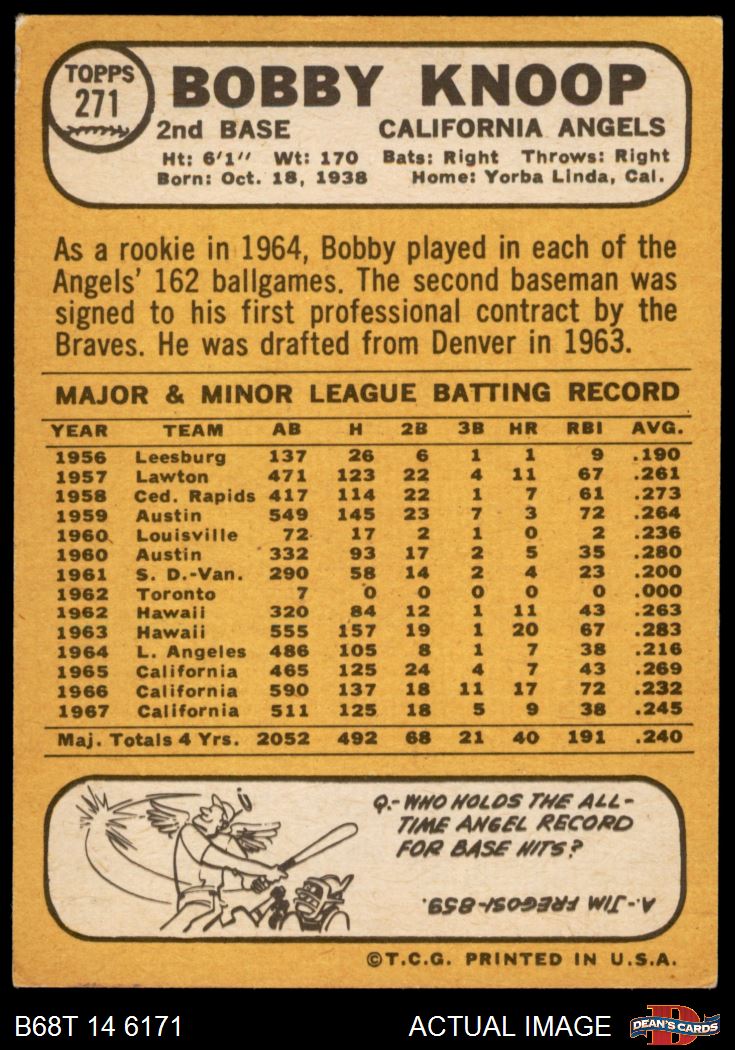 TOPPS
271
BOBBY KNOOP
2nd BASE CALIFORNIA ANGELS
Ht: 6'1" Wt: 170 Bats: Right Throws: Right
Born: Oct. 18, 1938 Home: Yorba Linda, Cal.
As a rookie in 1964, Bobby played in each of the
Angels' 162 ballgames. The second baseman was
signed to his first professional contract by the
Braves. He was drafted from Denver in 1963.
MAJOR & MINOR LEAGUE BATTING RECORD
YEAR TEAM AB H 2B 3B HR RBI AVG.
1956 Leesburg 137 26 6 1 1 9 .190
1957 Lawton 471 123 22 4 11 67 .261
1958 Ced. Rapids 417 114 22 1 7 61 .273
1959 Austin 549 145 23 7 3 72 .264
1960 Louisville 72 17 2 1 0 2 .236
1960 Austin 332 93 17 2 5 35 .280
1961 S. D.-Van. 290 58 14 2 4 23 .200
1962 Toronto 7 0 0 0 0 0 .000
1962 Hawaii 320 84 12 1 11 43 .263
1963 Hawaii 555 157 19 1 20 67 .283
1964 L. Angeles 486 105 8 1 7 38 .216
1965 California 465 125 24 4 7 43 .269
1966 California 590 137 18 11 17 72 .232
1967 California 511 125 18 5 9 38 .245
Maj. Totals 4 Yrs. 2052 492 68 21 40 191 .240
Q.-WHO HOLDS THE ALL-
TIME ANGEL RECORD
FOR BASE HITS?
A.-JIM FREGOSI-859.
©T.C.G. PRINTED IN U.S.A.
B68T 14 6171 ACTUAL IMAGE
D
DEAN'S CARDS